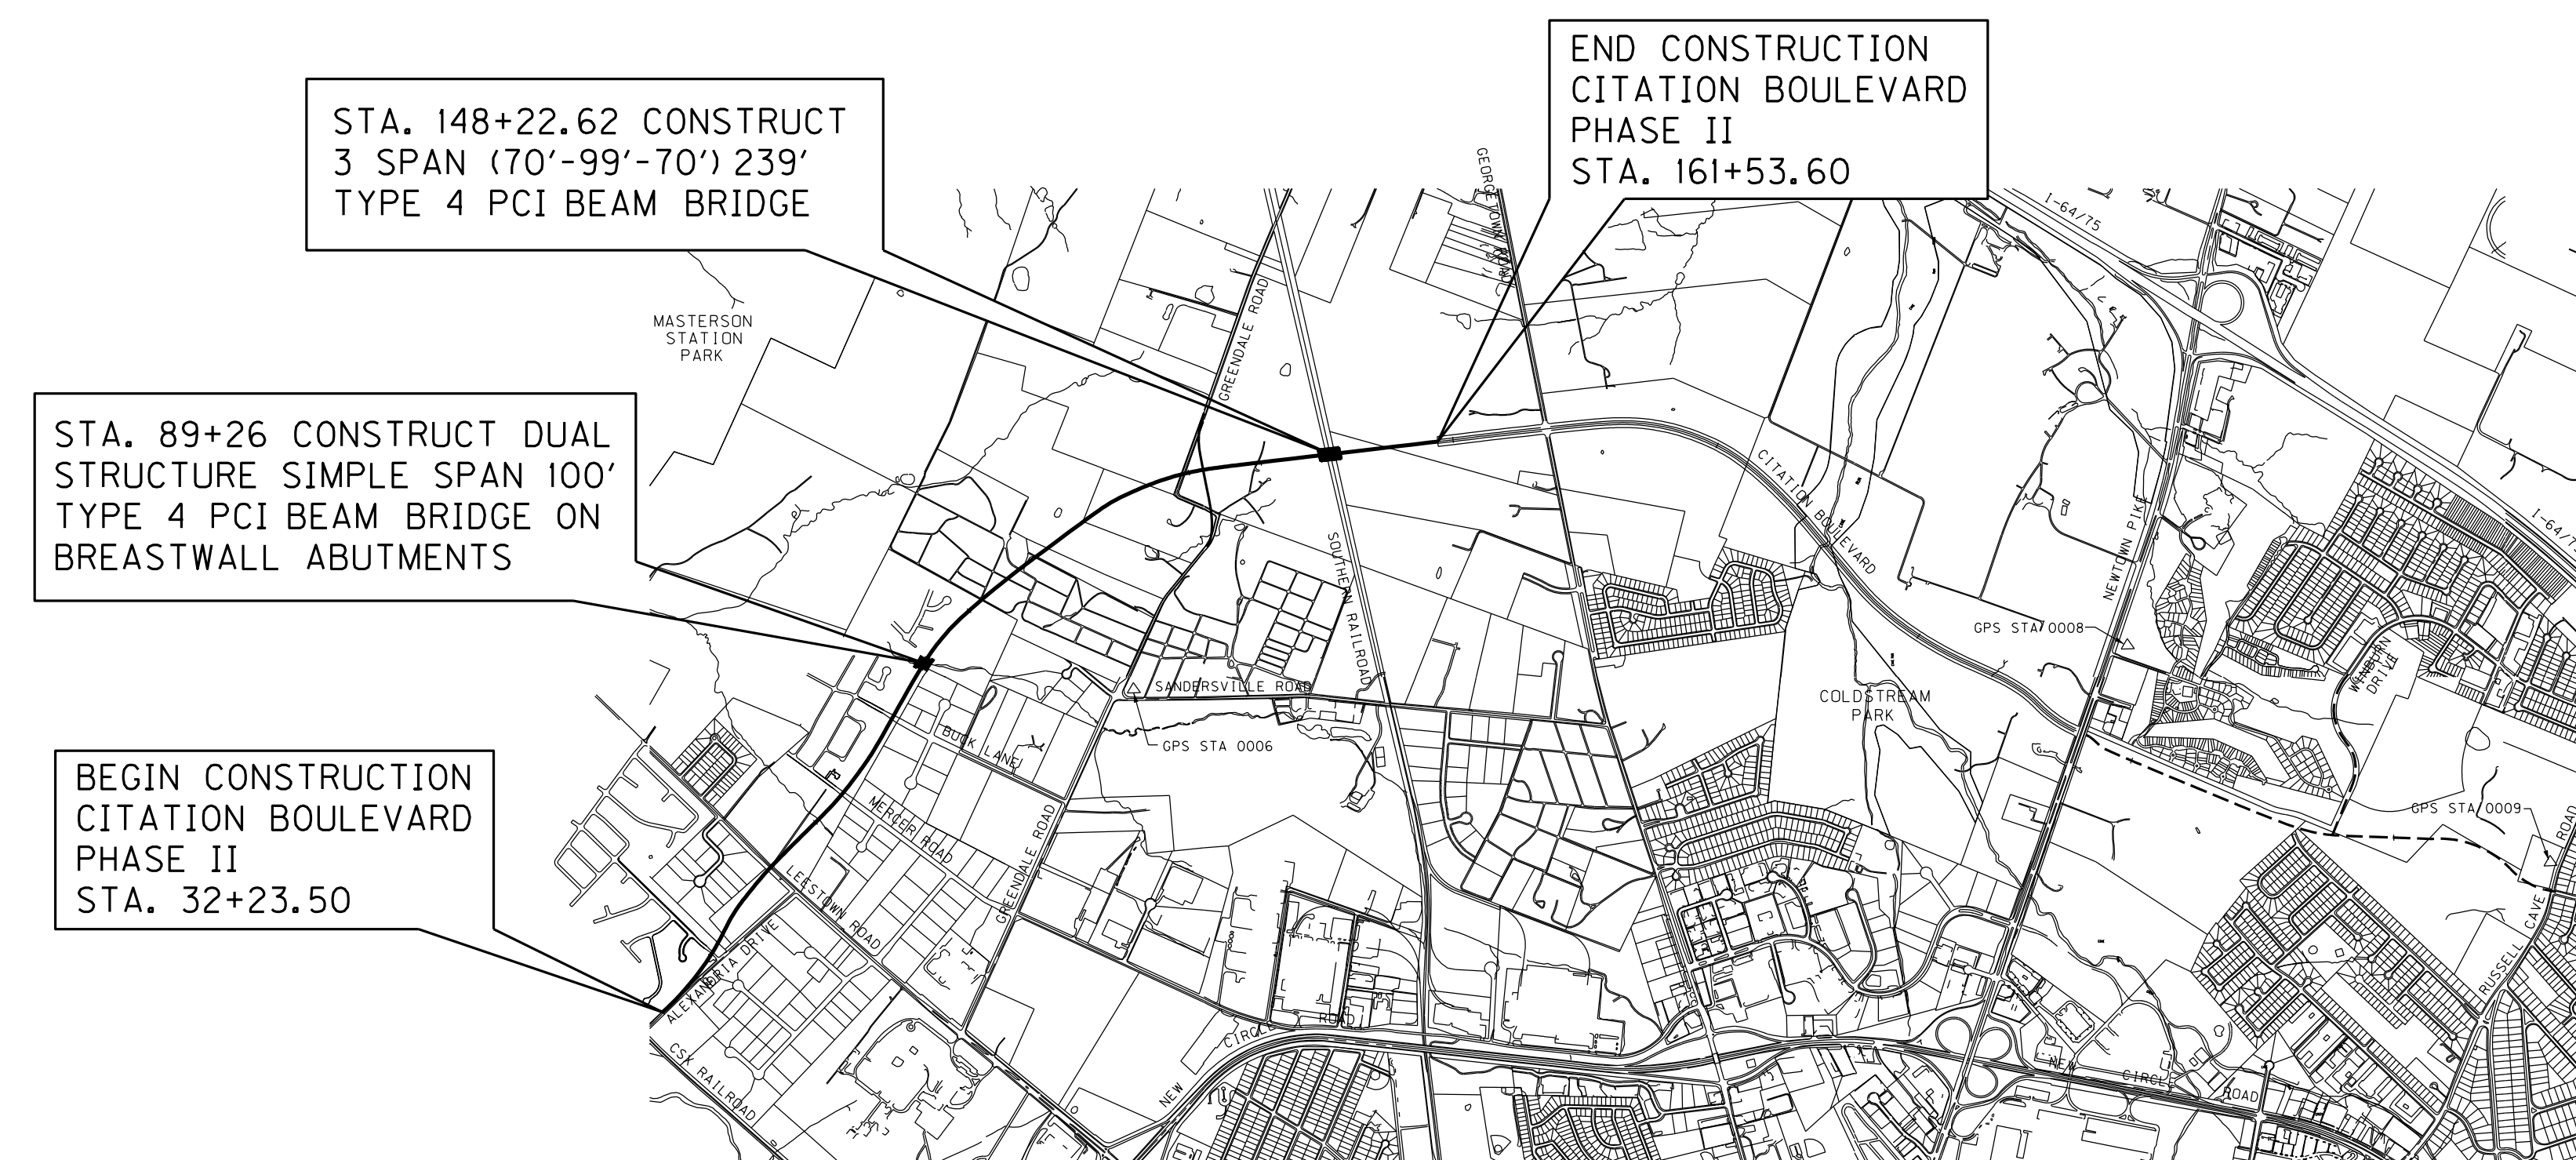 END CONSTRUCTION
CITATION BOULEVARD
PHASE II
STA. 161+53.60
STA. 148+22.62 CONSTRUCT
3 SPAN (70'-99'-70') 239'
TYPE 4 PCI BEAM BRIDGE
STA. 89+26 CONSTRUCT DUAL
STRUCTURE SIMPLE SPAN 100'
TYPE 4 PCI BEAM BRIDGE ON
BREASTWALL ABUTMENTS
BEGIN CONSTRUCTION
CITATION BOULEVARD
PHASE II
STA. 32+23.50
MASTERSON
STATION
PARK
GREENDALE ROAD
GEORGETOWN ROAD
I-64/75
CITATION BOULEVARD
NEWTOWN PIKE
I-64/7
SOUTHERN RAILROAD
GPS STA 0008
WINBURN
DRIVE
SANDERSVILLE ROAD
COLDSTREAM
PARK
GPS STA 0006
BUCK LANE
MERCER ROAD
GREENDALE ROAD
LEESTOWN ROAD
GPS STA 0009
ALEXANDRIA DRIVE
RUSSELL CAVE ROAD
CSX RAILROAD
NEW CIRCLE ROAD
NEW CIRCLE ROAD